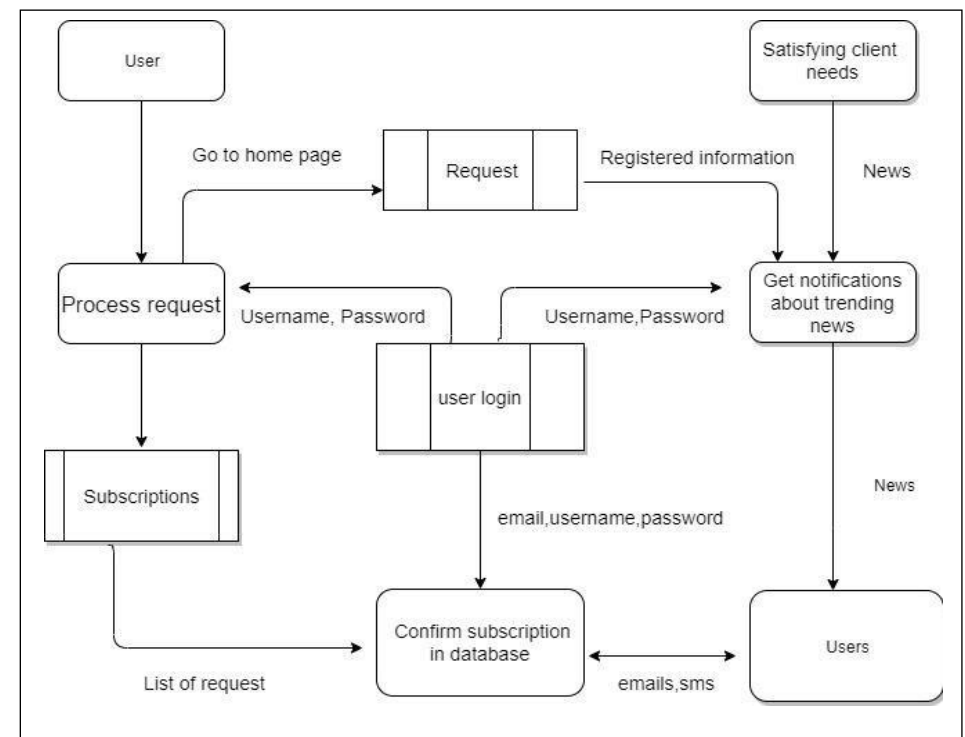 User
Satisfying client
needs
Go to home page
Request
Registered information
News
Process request
Get notifications
about trending
news
Username, Password
Username,Password
user login
Subscriptions
News
email,username,password
Confirm subscription
in database
Users
List of request
emails,sms